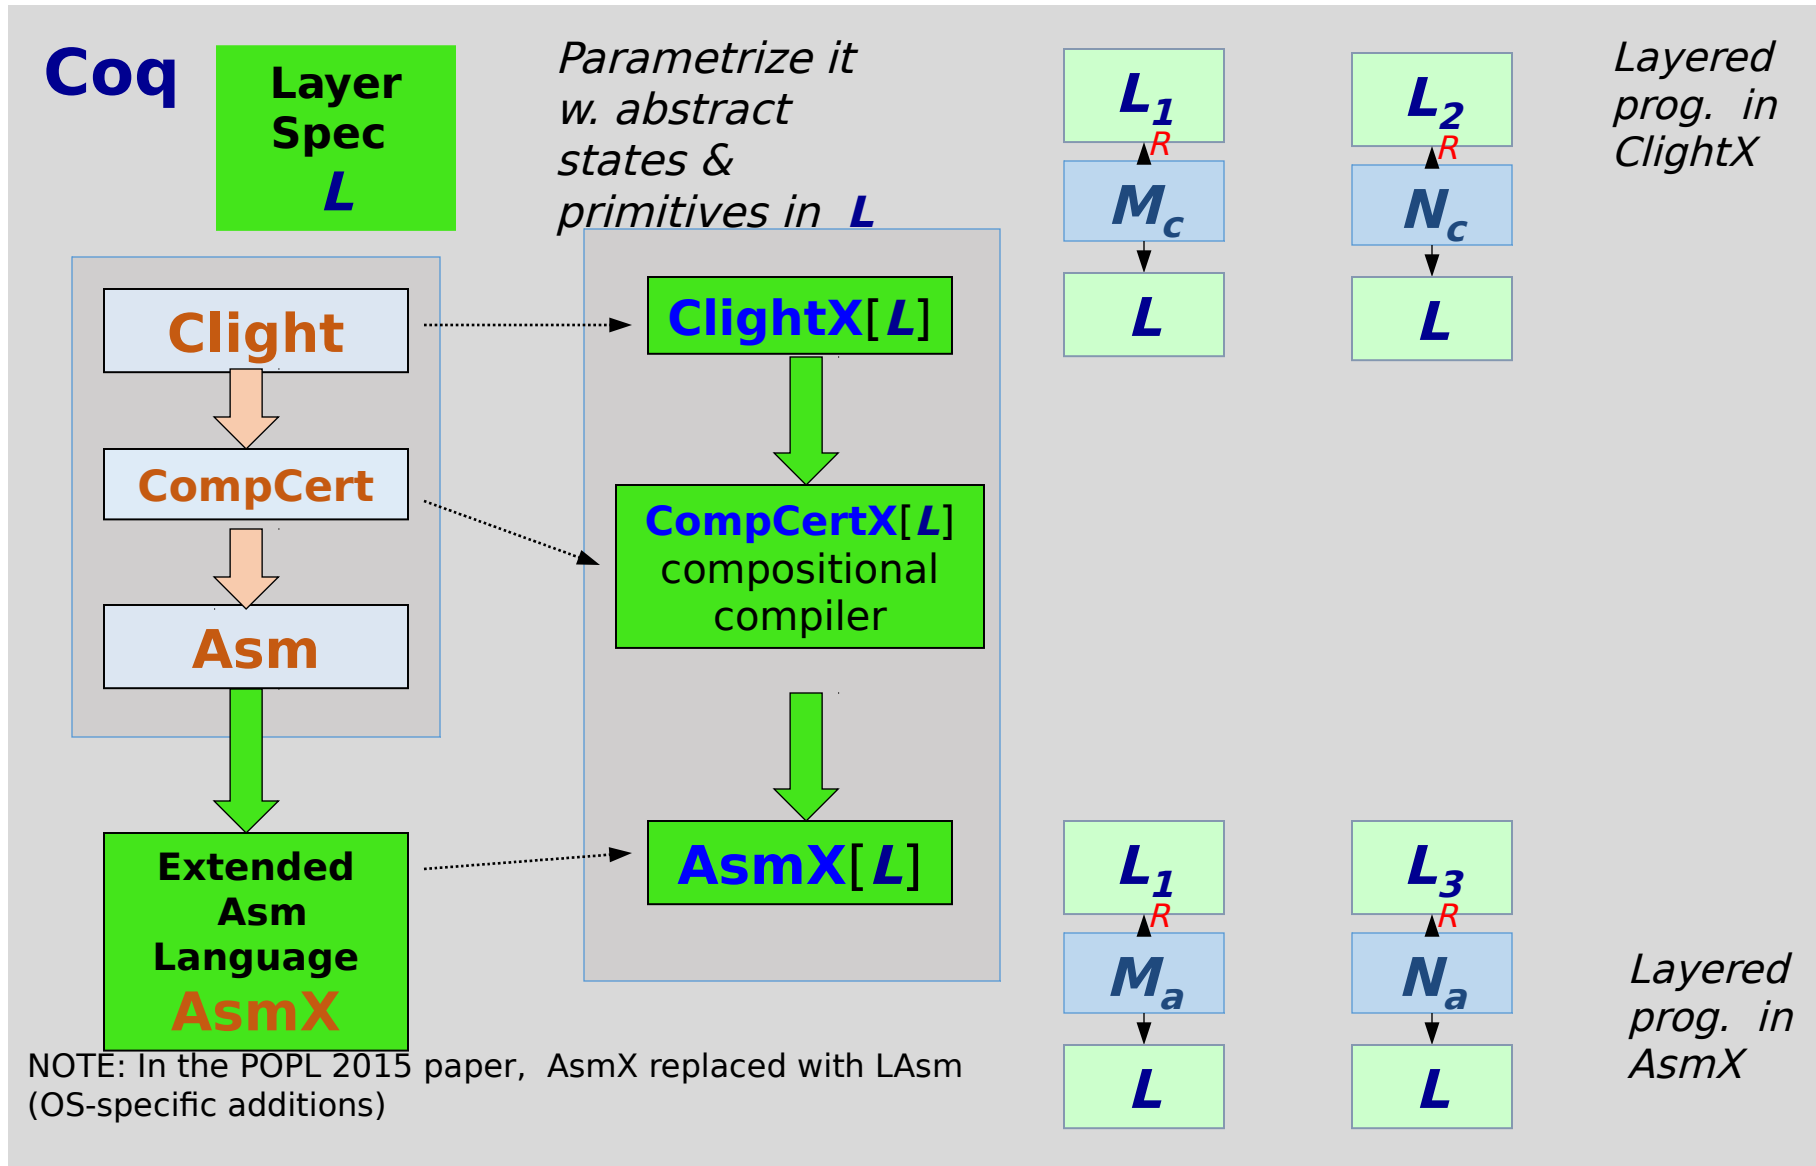 Coq
Layer
Spec
L
Parametrize it
w. abstract
states &
primitives in L
L1
R
Mc
L
L2
R
Nc
L
Layered
prog. in
ClightX
Clight
CompCert
Asm
Extended
Asm
Language
AsmX
ClightX[L]
CompCertX[L]
compositional
compiler
AsmX[L]
L1
R
Ma
L
L3
R
Na
L
Layered
prog. in
AsmX
NOTE: In the POPL 2015 paper, AsmX replaced with LAsm
(OS-specific additions)